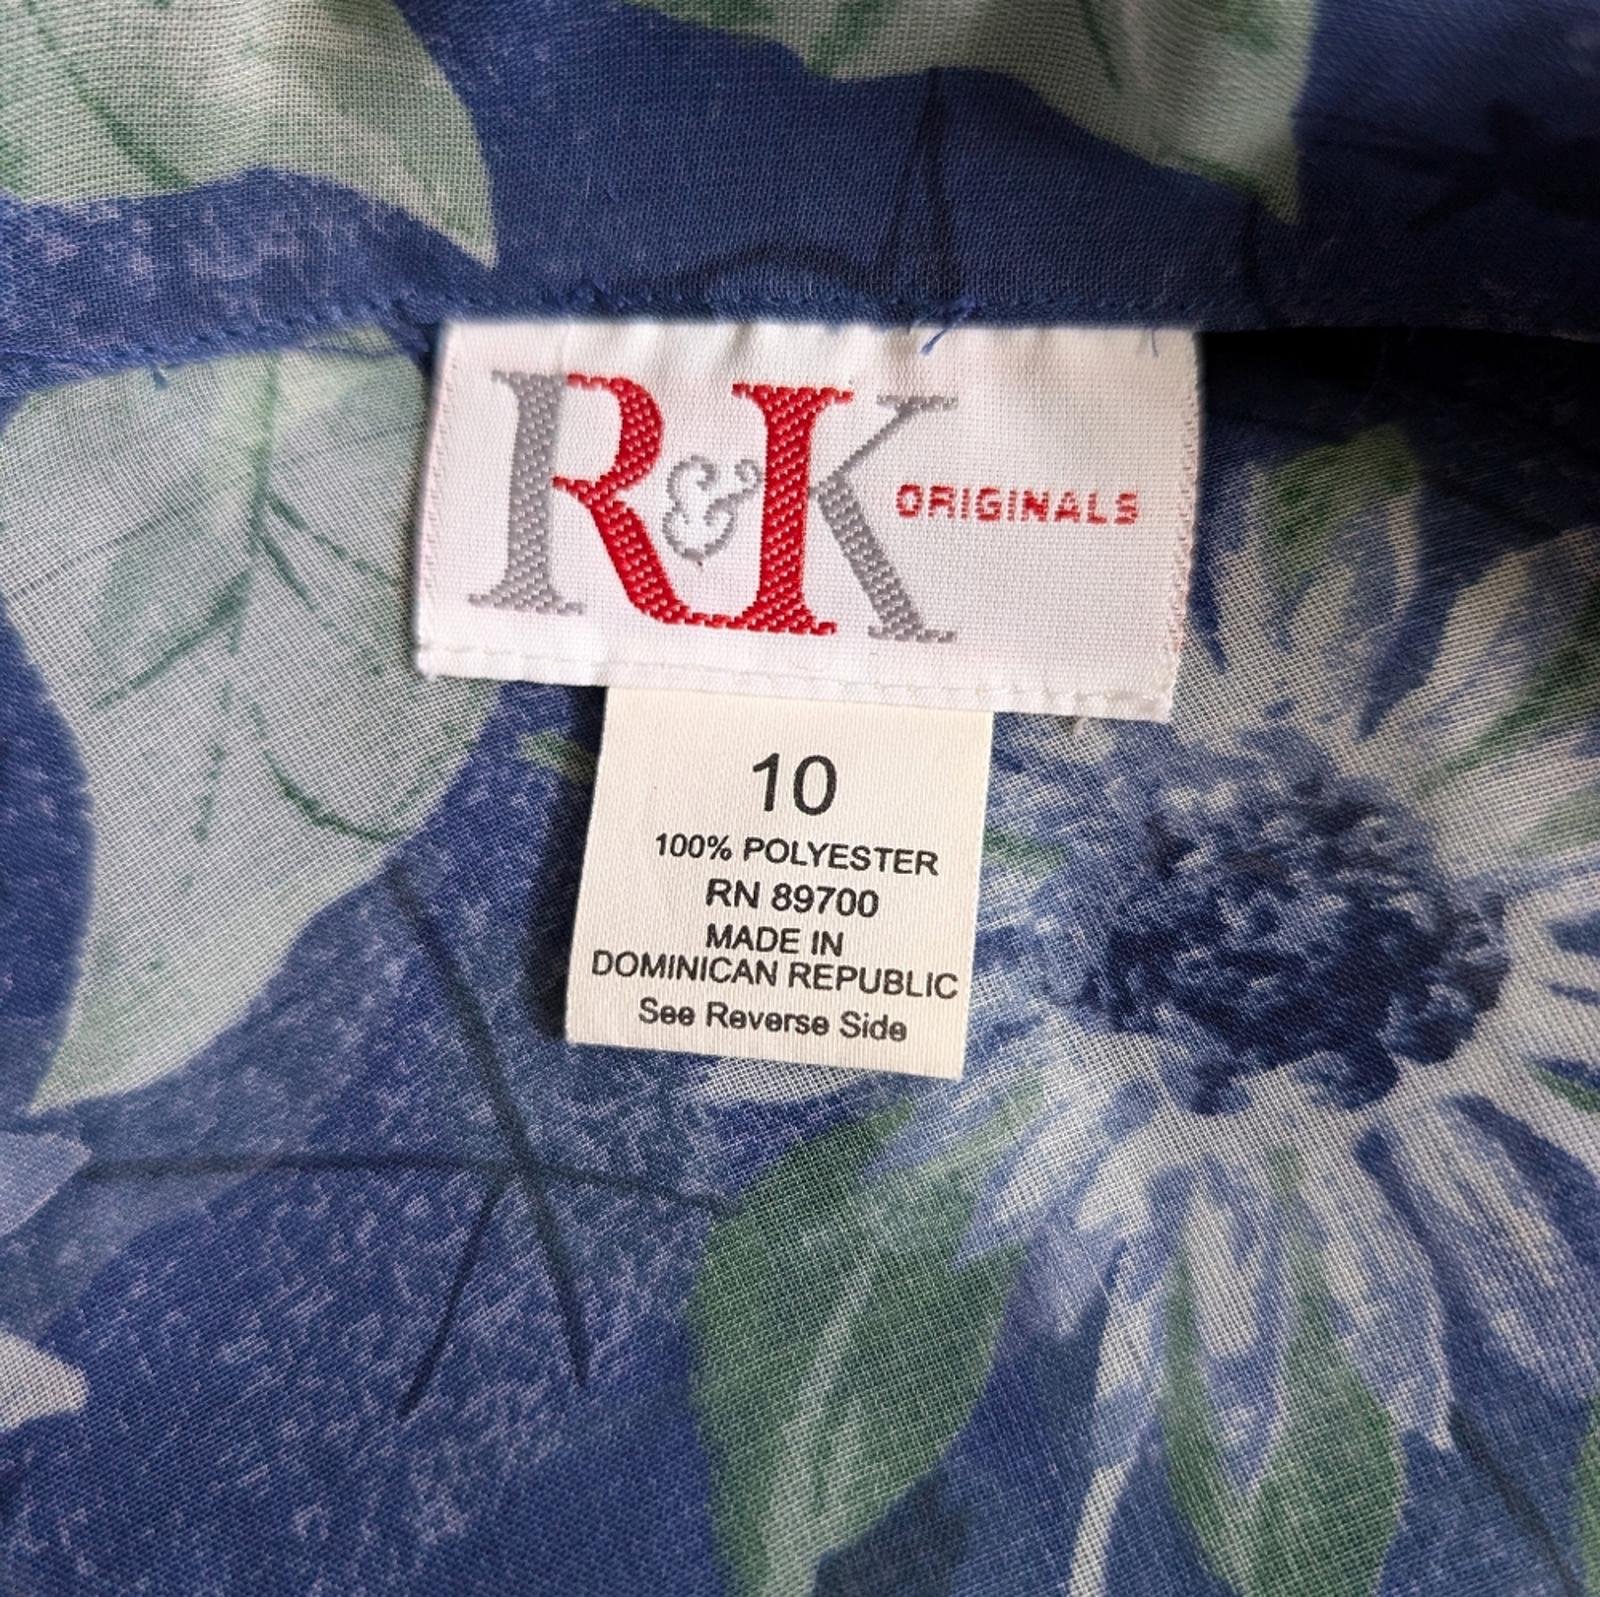 R&K ORIGINALS
10
100% POLYESTER
RN 89700
MADE IN
DOMINICAN REPUBLIC
See Reverse Side